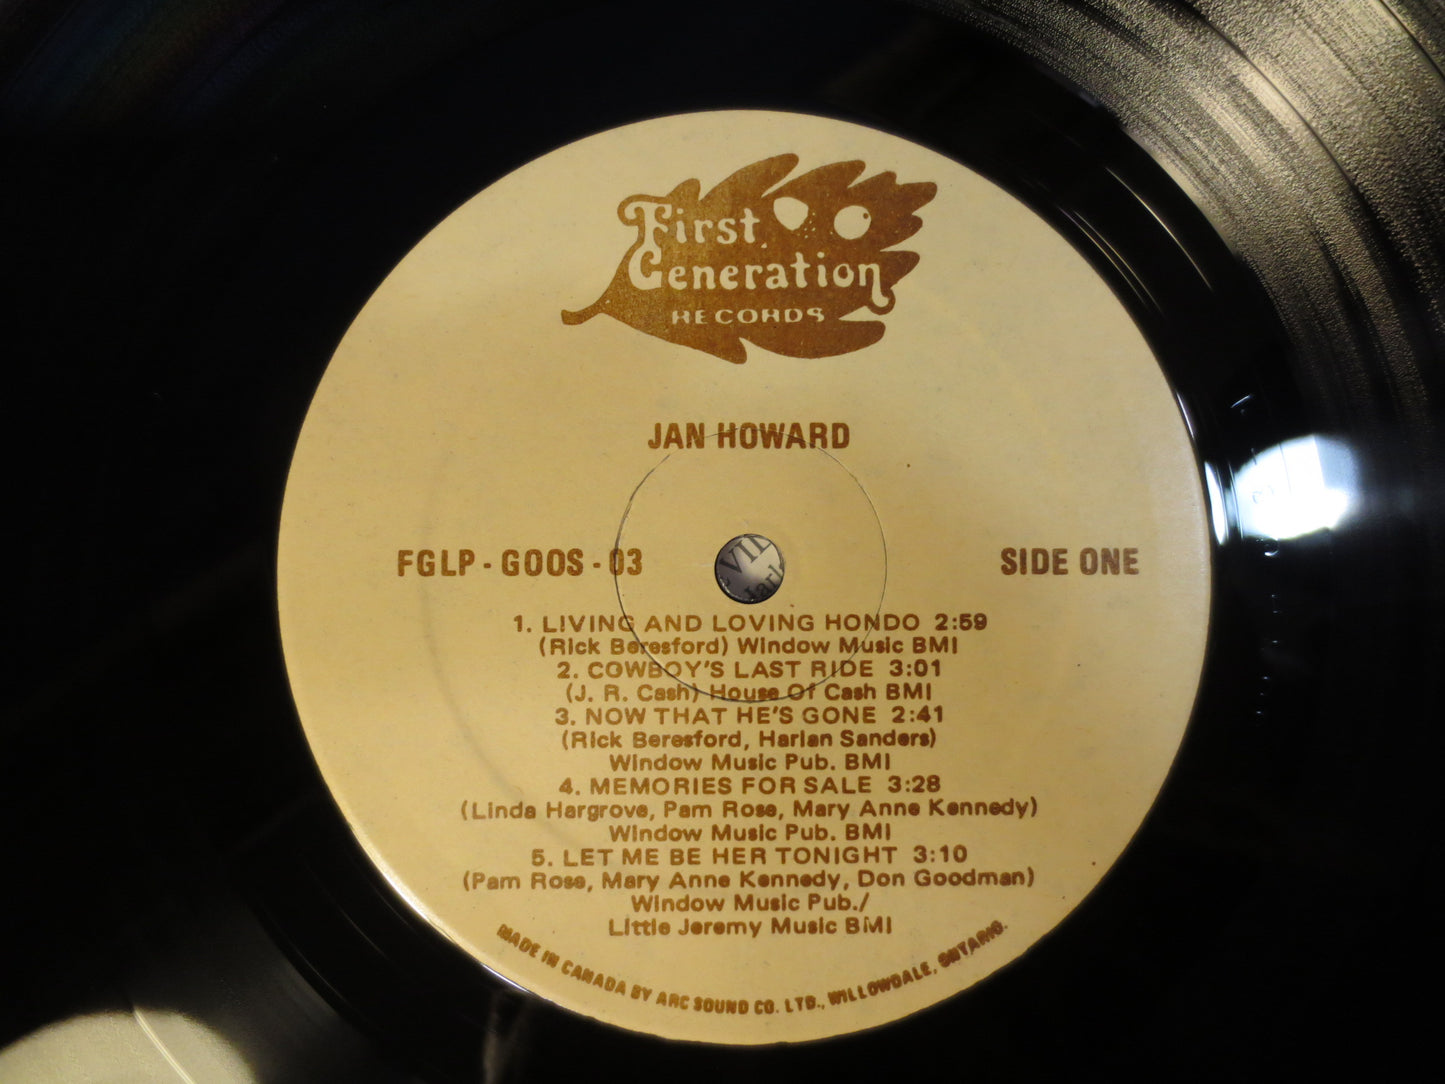 First
Generation
RECORDS
JAN HOWARD
FGLP - GOOS - 03
SIDE ONE
1. LIVING AND LOVING HONDO 2:59
(Rick Beresford) Window Music BMI
2. COWBOY'S LAST RIDE 3:01
(J. R. Cash) House Of Cash BMI
3. NOW THAT HE'S GONE 2:41
(Rick Beresford, Harlan Sanders)
Window Music Pub. BMI
4. MEMORIES FOR SALE 3:28
(Linda Hargrove, Pam Rose, Mary Anne Kennedy)
Window Music Pub. BMI
5. LET ME BE HER TONIGHT 3:10
(Pam Rose, Mary Anne Kennedy, Don Goodman)
Window Music Pub./
Little Jeremy Music BMI
MADE IN CANADA BY ARC SOUND CO. LTD., WILLOWDALE, ONTARIO.